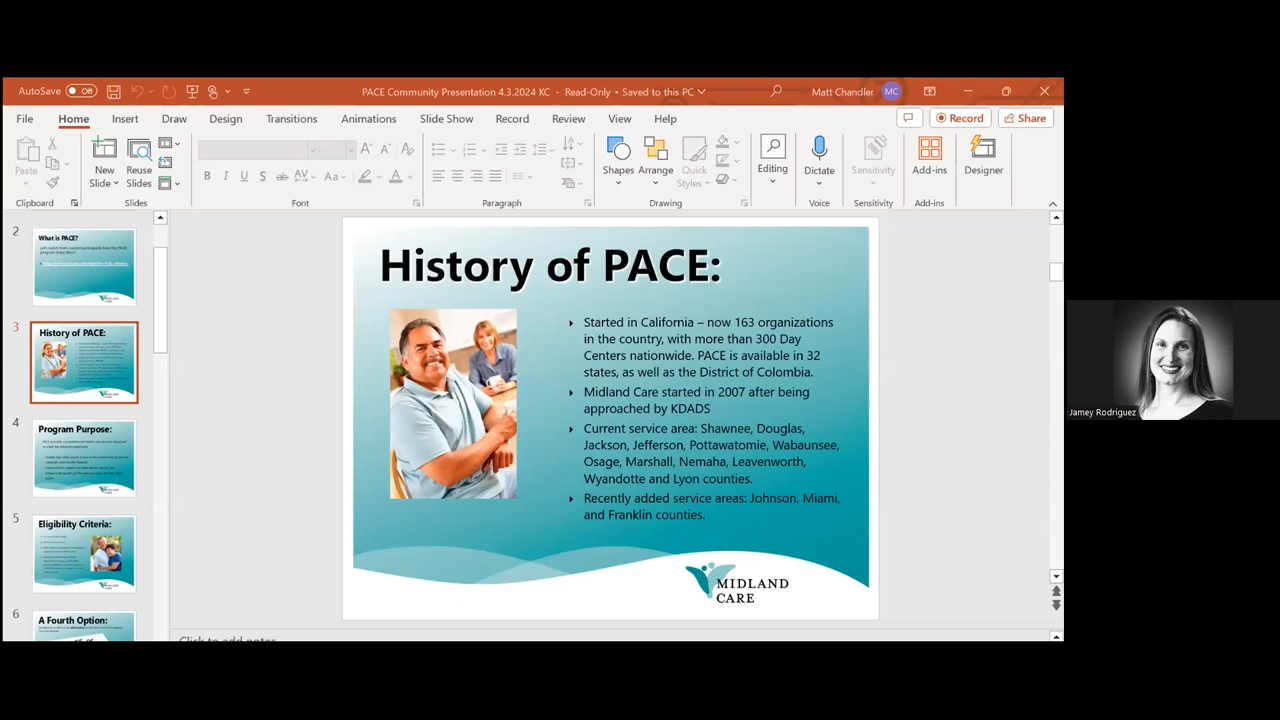 AutoSave Off
PACE Community Presentation 4.3.2024 KC - Read-Only • Saved to this PC
Matt Chandler MC
File Home Insert Draw Design Transitions Animations Slide Show Record Review View Help
Record Share
Paste
New
Slide
Reuse
Slides
Shapes Arrange Quick
Styles
Editing
Dictate
Sensitivity
Add-ins
Designer
Clipboard Slides Font Paragraph Drawing Voice Sensitivity Add-ins
2
What is PACE?
MIDLAND
CARE
3
History of PACE:
4
Program Purpose:
5
Eligibility Criteria:
6
A Fourth Option:
History of PACE:
Started in California – now 163 organizations
in the country, with more than 300 Day
Centers nationwide. PACE is available in 32
states, as well as the District of Colombia.
Midland Care started in 2007 after being
approached by KDADS
Current service area: Shawnee, Douglas,
Jackson, Jefferson, Pottawatomie, Wabaunsee,
Osage, Marshall, Nemaha, Leavenworth,
Wyandotte and Lyon counties.
Recently added service areas: Johnson, Miami,
and Franklin counties.
MIDLAND
CARE
Click to add notes
Jamey Rodriguez